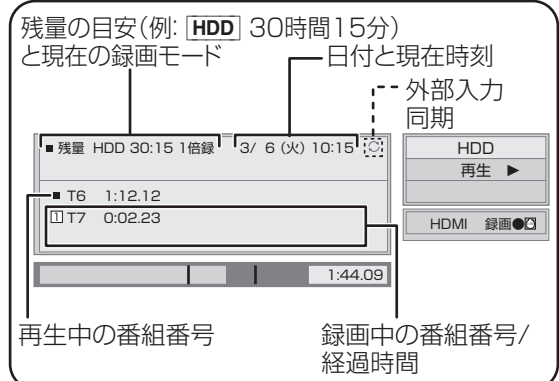 残量の目安(例: HDD 30時間15分)
と現在の録画モード
日付と現在時刻
外部入力
同期
■残量 HDD 30:15 1倍録 3/ 6 (火) 10:15
HDD
再生 ▶
■ T6 1:12.12
1 T7 0:02.23
HDMI 録画●
1:44.09
再生中の番組番号
録画中の番組番号/
経過時間